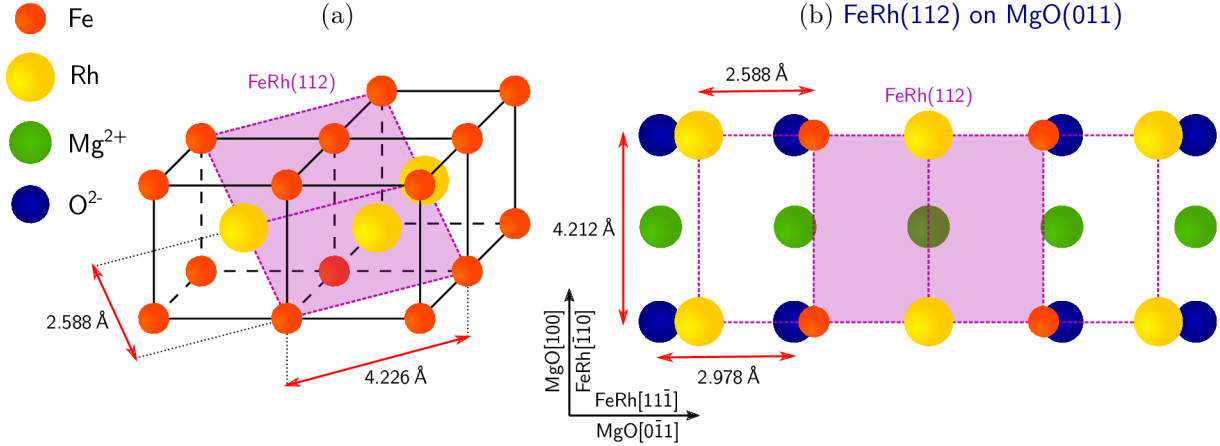 (a)
(b) FeRh(112) on MgO(011)
Fe
Rh
Mg²⁺
O²⁻
FeRh(112)
2.588 Å
4.226 Å
2.588 Å
FeRh(112)
4.212 Å
2.978 Å
MgO[100]
FeRh[1̄10]
FeRh[111̄]
MgO[01̄1]